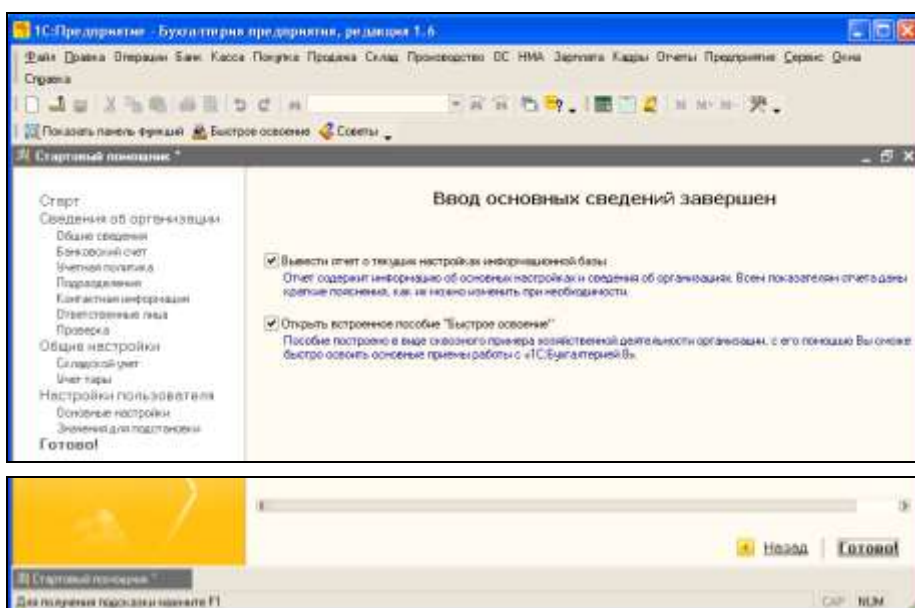 1С:Предприятие - Бухгалтерия предприятия, редакция 1.6
Файл Правка Операции Банк Касса Покупка Продажа Склад Производство ОС НМА Зарплата Кадры Отчеты Предприятие Сервис Окна
Справка
M M+ M-
Показать панель функций Быстрое освоение Советы
Стартовый помощник *
Старт
Сведения об организации
Общие сведения
Банковский счет
Учетная политика
Подразделения
Контактная информация
Ответственные лица
Проверка
Общие настройки
Складской учет
Учет тары
Настройки пользователя
Основные настройки
Значения для подстановки
Готово!
Ввод основных сведений завершен
Вывести отчет о текущих настройках информационной базы
Отчет содержит информацию об основных настройках и сведения об организациях. Всем показателям отчета даны
краткие пояснения, как их можно изменить при необходимости.
Открыть встроенное пособие "Быстрое освоение"
Пособие построено в виде сквозного примера хозяйственной деятельности организации, с его помощью Вы сможе
быстро освоить основные приемы работы с «1С:Бухгалтерией 8».
Назад Готово!
Стартовый помощник *
Для получения подсказки нажмите F1
CAP NUM